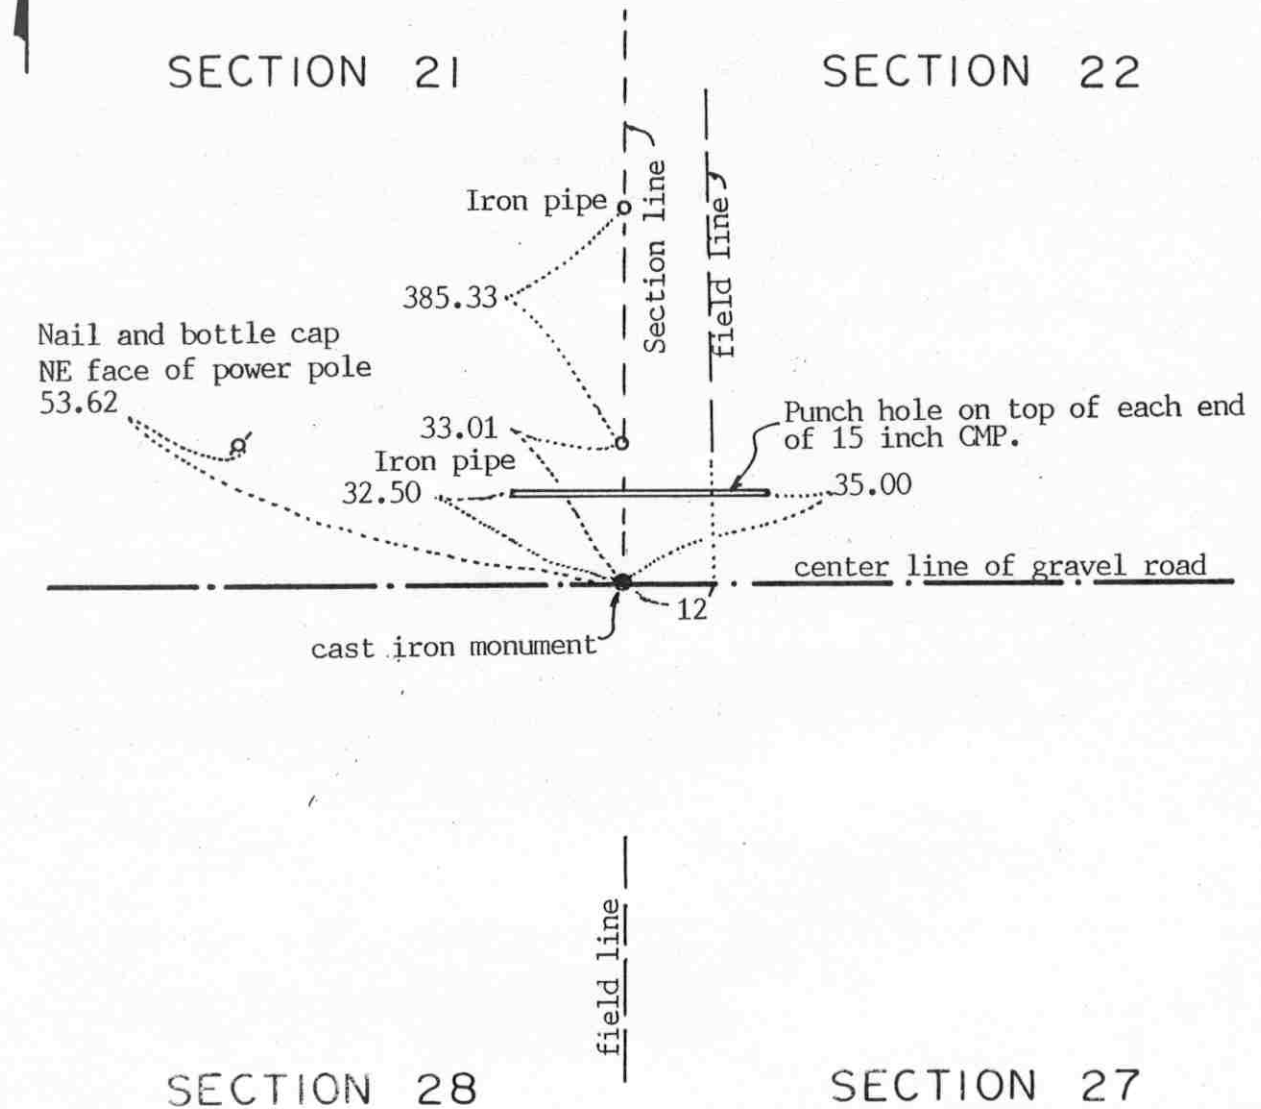 SECTION 21
SECTION 22
Iron pipe
Section line
field line
385.33
Nail and bottle cap
NE face of power pole
53.62
33.01
Iron pipe
32.50
Punch hole on top of each end
of 15 inch CMP.
35.00
center line of gravel road
12'
cast iron monument
field line
SECTION 28
SECTION 27